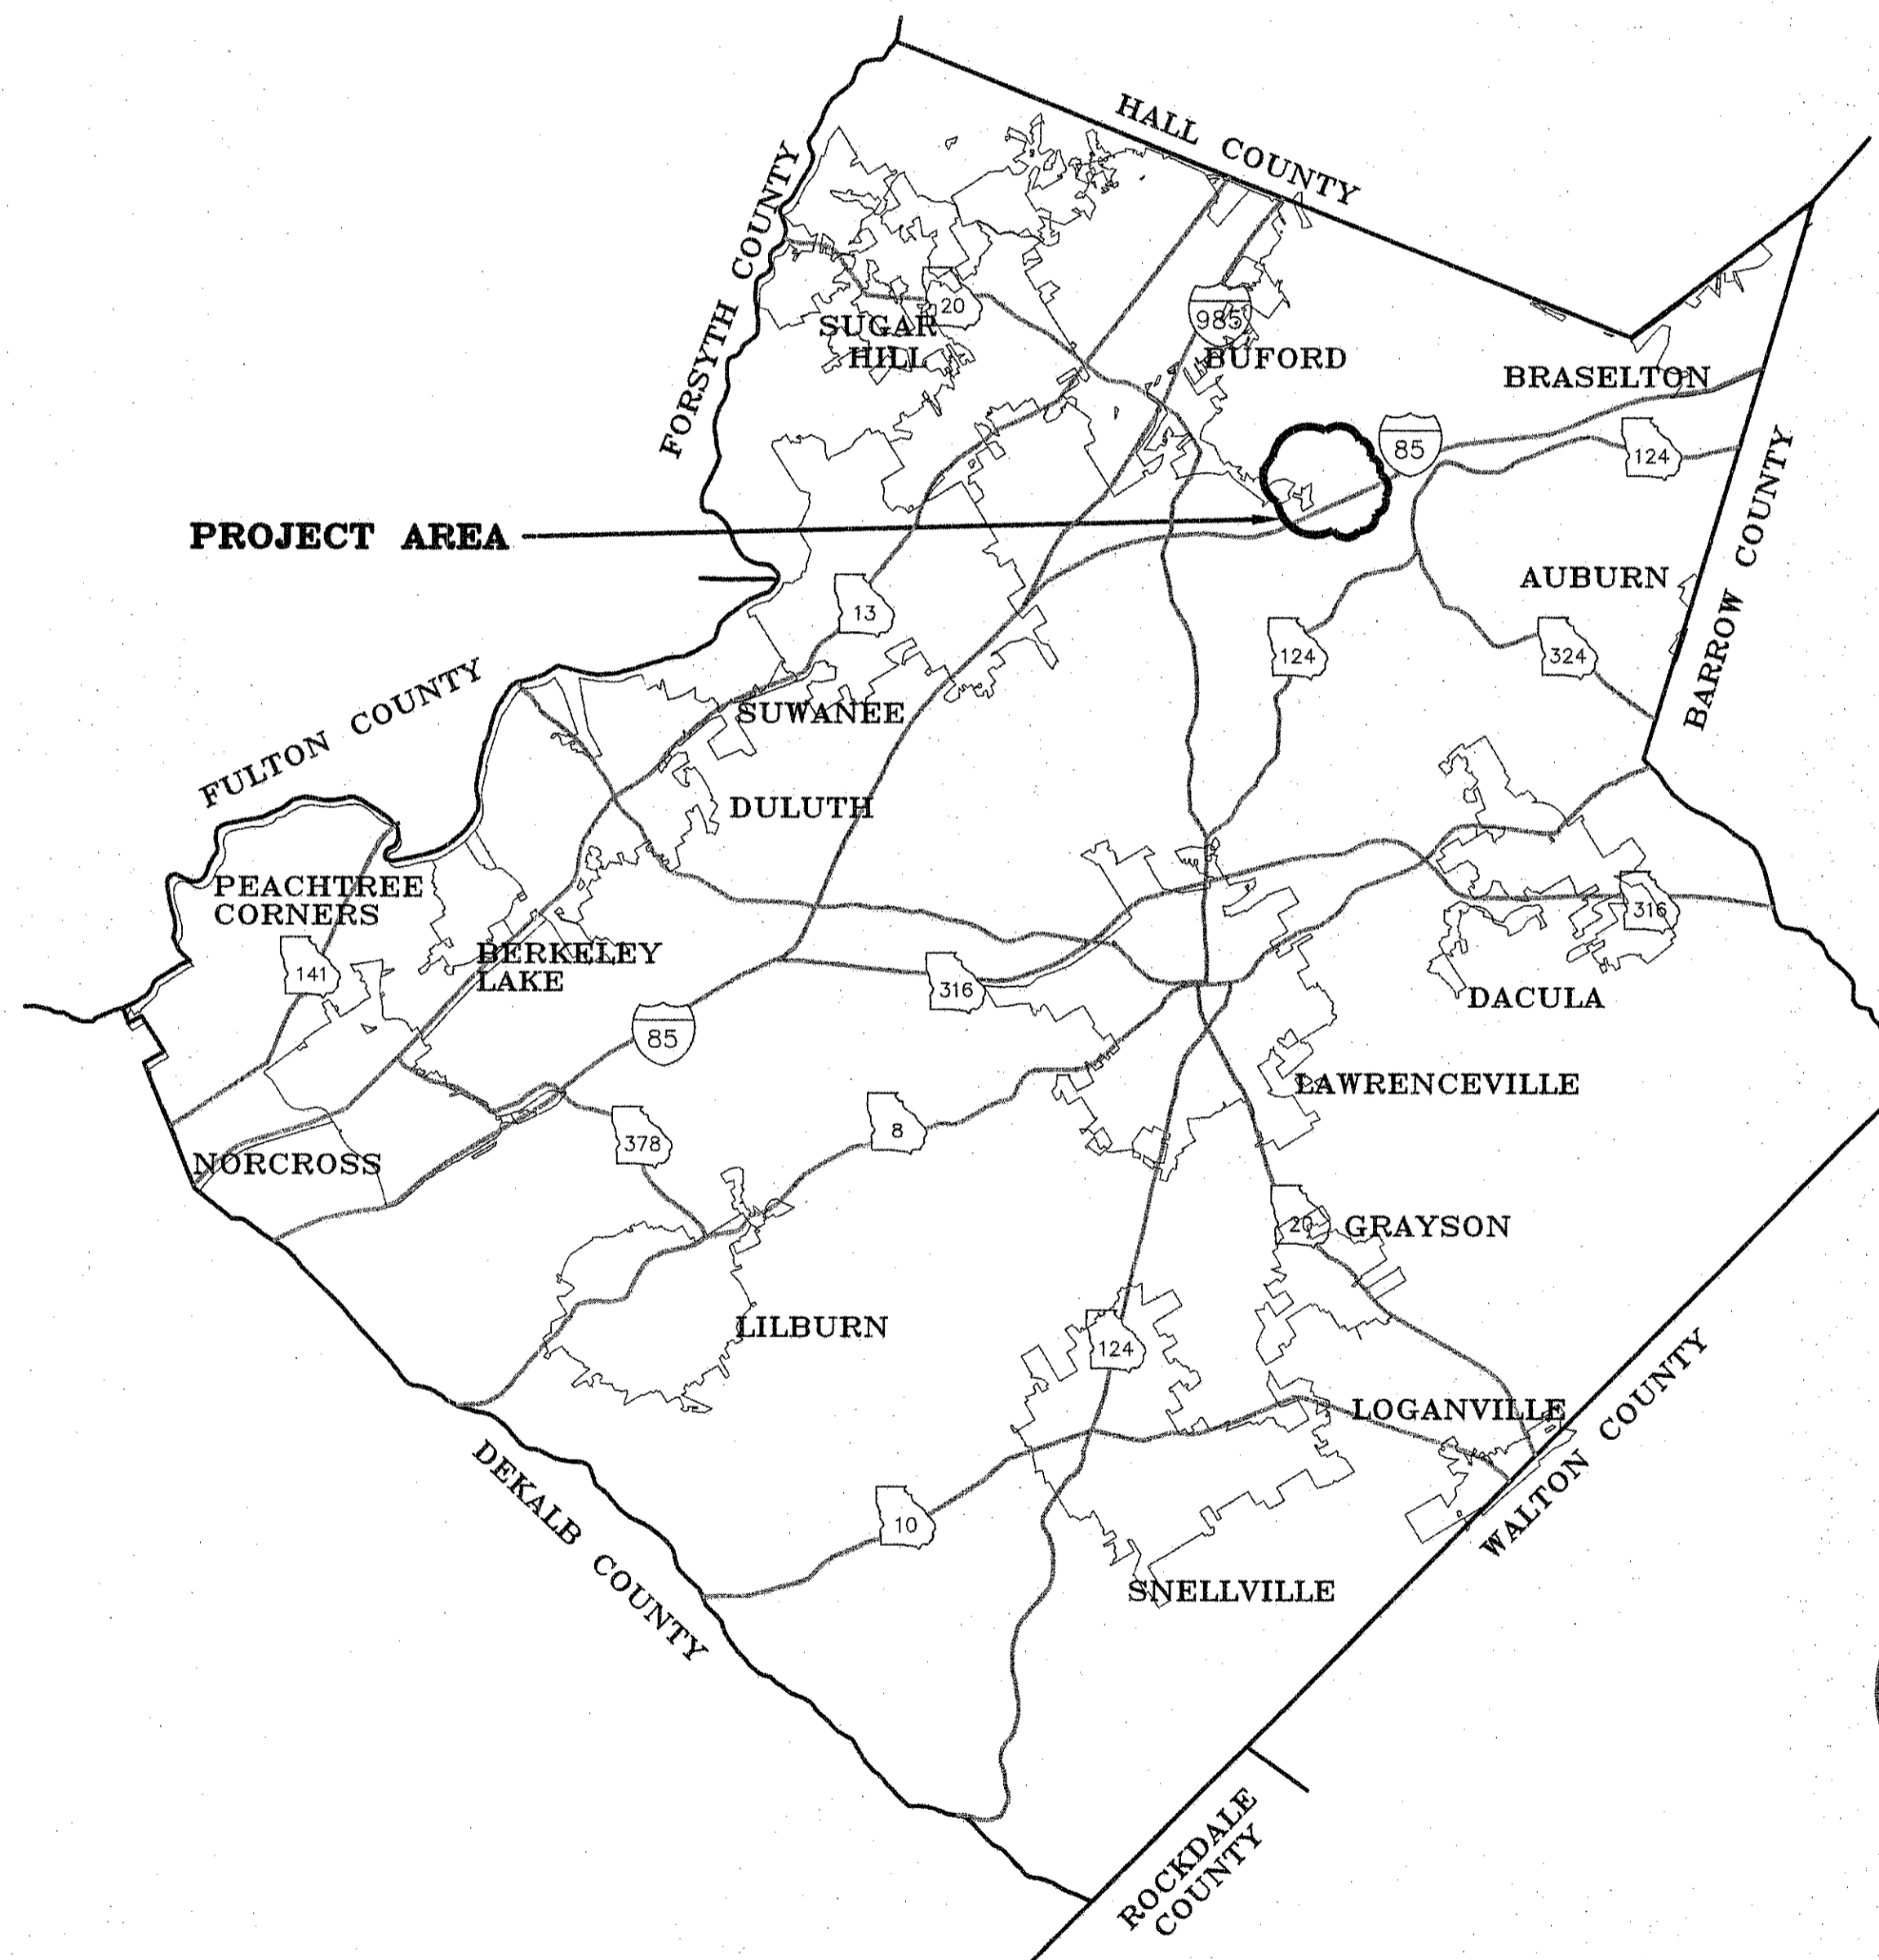 HALL COUNTY
FORSYTH COUNTY
20
SUGAR
HILL
985
BUFORD
BRASELTON
85
124
PROJECT AREA
BARROW COUNTY
AUBURN
13
124
324
FULTON COUNTY
SUWANEE
DULUTH
PEACHTREE
CORNERS
141
BERKELEY
LAKE
316
316
DACULA
85
LAWRENCEVILLE
378
8
NORCROSS
20
GRAYSON
LILBURN
124
LOGANVILLE
WALTON COUNTY
DEKALB COUNTY
10
SNELLVILLE
ROCKDALE
COUNTY